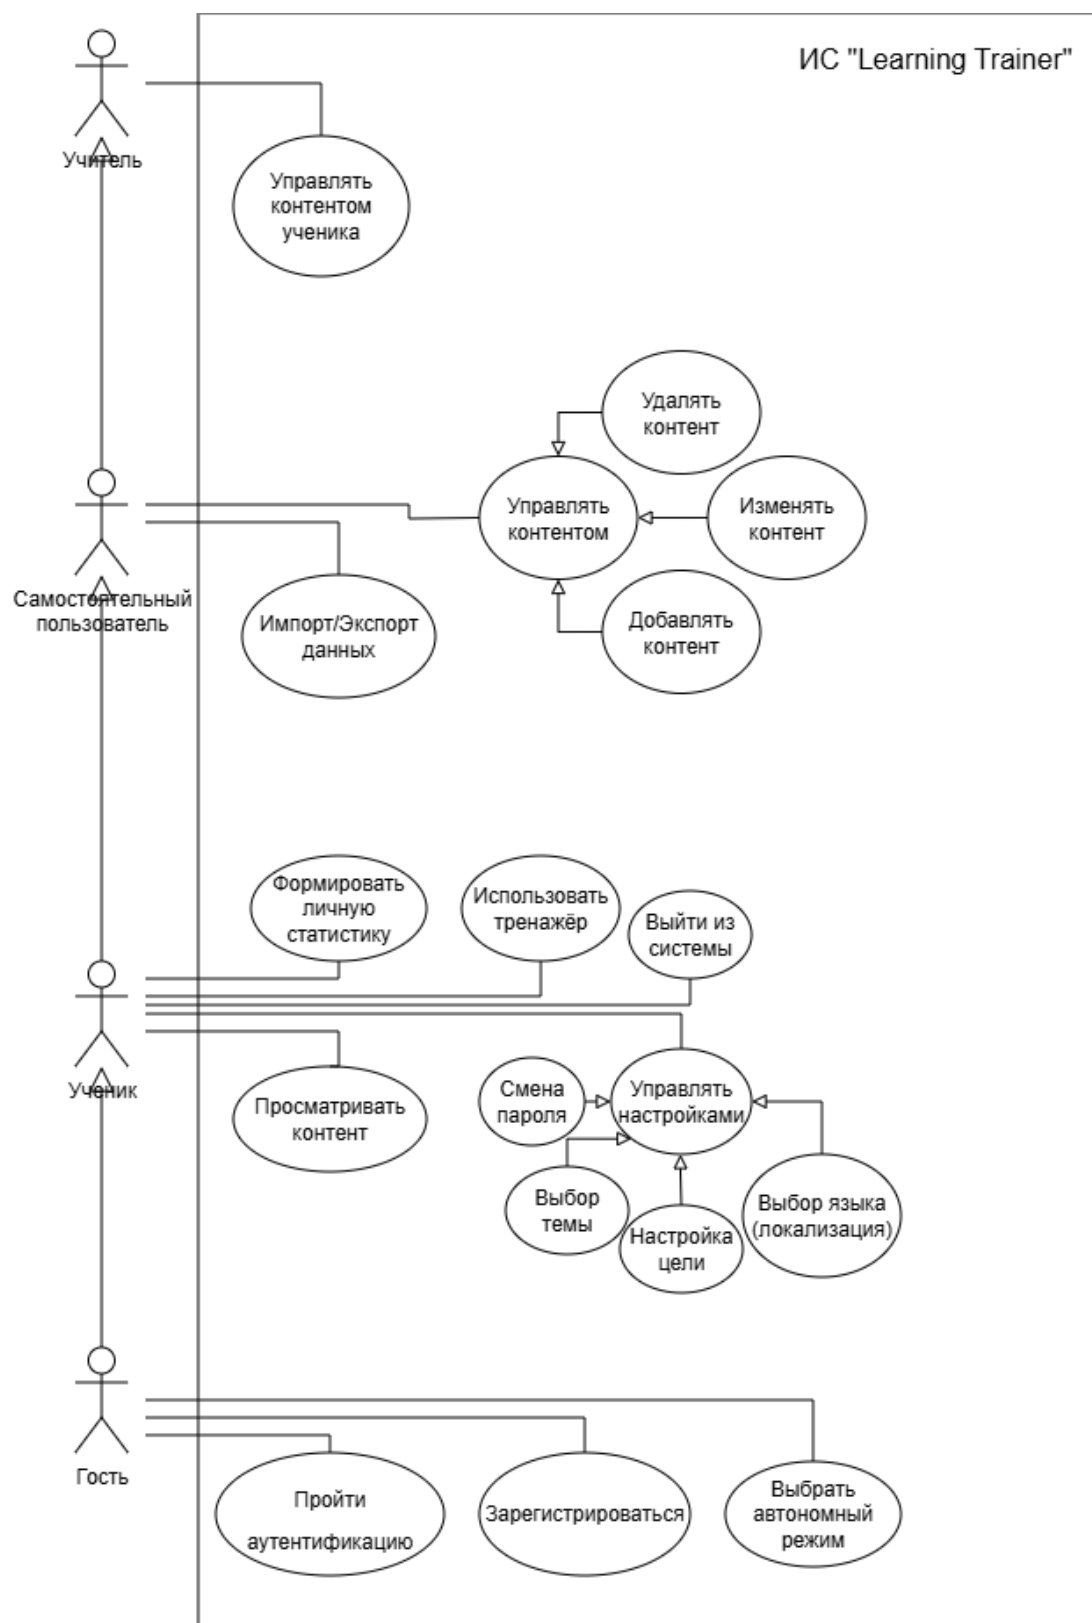 ИС "Learning Trainer"
Учитель
Управлять
контентом
ученика
Удалять
контент
Управлять
контентом
Изменять
контент
Самостоятельный
пользователь
Импорт/Экспорт
данных
Добавлять
контент
Формировать
личную
статистику
Использовать
тренажёр
Выйти из
системы
Ученик
Просматривать
контент
Смена
пароля
Управлять
настройками
Выбор
темы
Настройка
цели
Выбор языка
(локализация)
Гость
Пройти
аутентификацию
Зарегистрироваться
Выбрать
автономный
режим